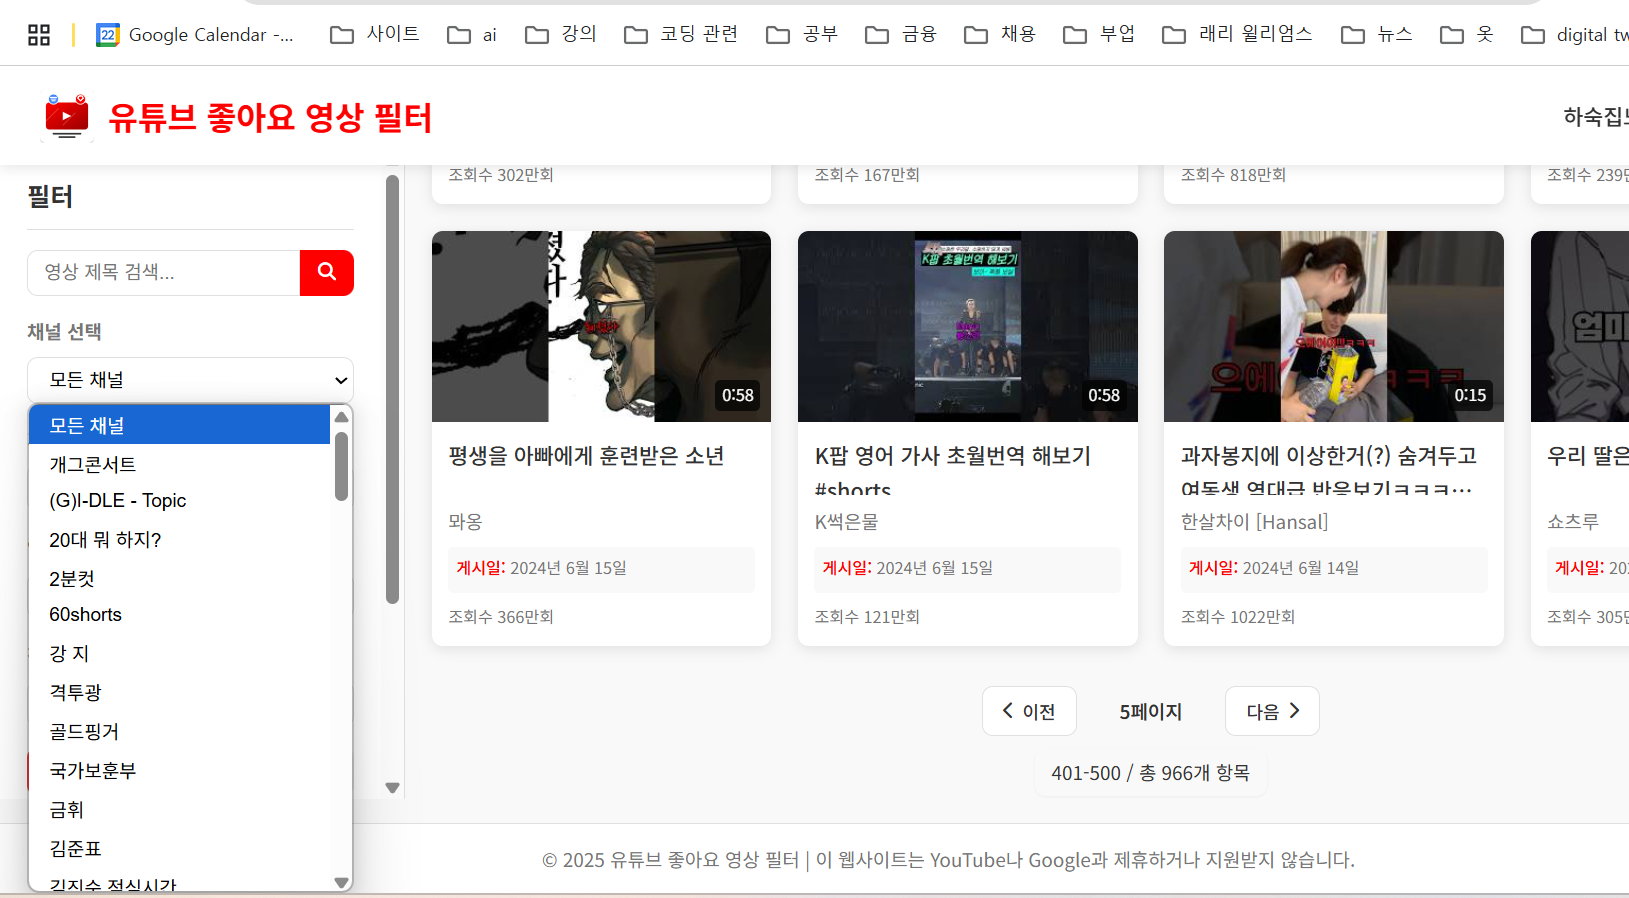 Google Calendar -...
사이트
ai
강의
코딩 관련
공부
금융
채용
부업
래리 윌리엄스
뉴스
옷
digital tw
유튜브 좋아요 영상 필터
하숙집
필터
영상 제목 검색...
채널 선택
모든 채널
모든 채널
개그콘서트
(G)I-DLE - Topic
20대 뭐 하지?
2분컷
60shorts
강 지
격투광
골드핑거
국가보훈부
금휘
김준표
김진수 점심시간
조회수 302만회
조회수 167만회
조회수 818만회
조회수 239만
0:58
평생을 아빠에게 훈련받은 소년
뫄옹
게시일: 2024년 6월 15일
조회수 366만회
K팝 초월번역 해보기
0:58
K팝 영어 가사 초월번역 해보기
#shorts
K썩은물
게시일: 2024년 6월 15일
조회수 121만회
0:15
과자봉지에 이상한거(?) 숨겨두고
여동생 역대급 반응보기ㅋㅋㅋ...
한살차이 [Hansal]
게시일: 2024년 6월 14일
조회수 1022만회
엄마
우리 딸은
쇼츠루
게시일: 202
조회수 305만
이전
5페이지
다음
401-500 / 총 966개 항목
© 2025 유튜브 좋아요 영상 필터 | 이 웹사이트는 YouTube나 Google과 제휴하거나 지원받지 않습니다.